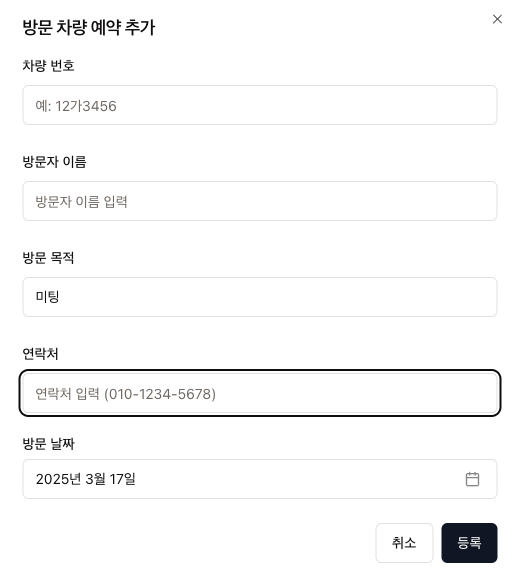 방문 차량 예약 추가
차량 번호
예: 12가3456
방문자 이름
방문자 이름 입력
방문 목적
미팅
연락처
연락처 입력 (010-1234-5678)
방문 날짜
2025년 3월 17일
취소
등록